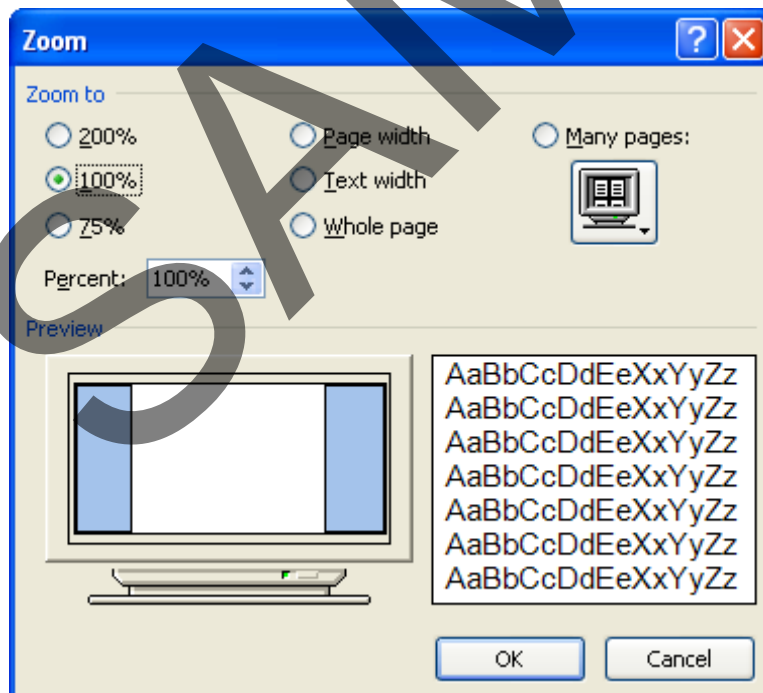 Zoom
Zoom to
200% Page width Many pages:
100% Text width
75% Whole page
Percent: 100%
Preview
AaBbCcDdEeXxYyZz
AaBbCcDdEeXxYyZz
AaBbCcDdEeXxYyZz
AaBbCcDdEeXxYyZz
AaBbCcDdEeXxYyZz
AaBbCcDdEeXxYyZz
AaBbCcDdEeXxYyZz
OK Cancel